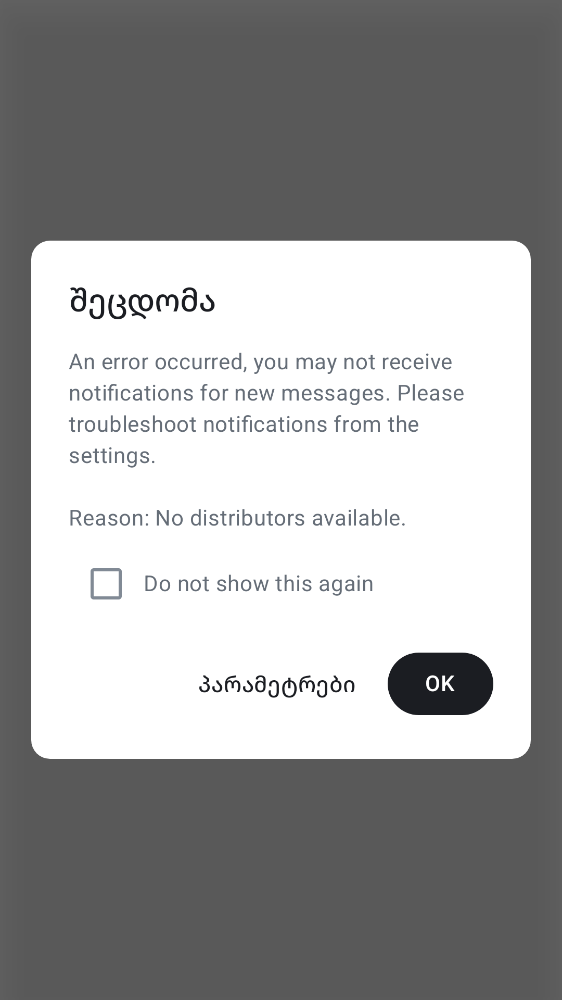 შეცდომა
An error occurred, you may not receive
notifications for new messages. Please
troubleshoot notifications from the
settings.
Reason: No distributors available.
Do not show this again
პარამეტრები
OK